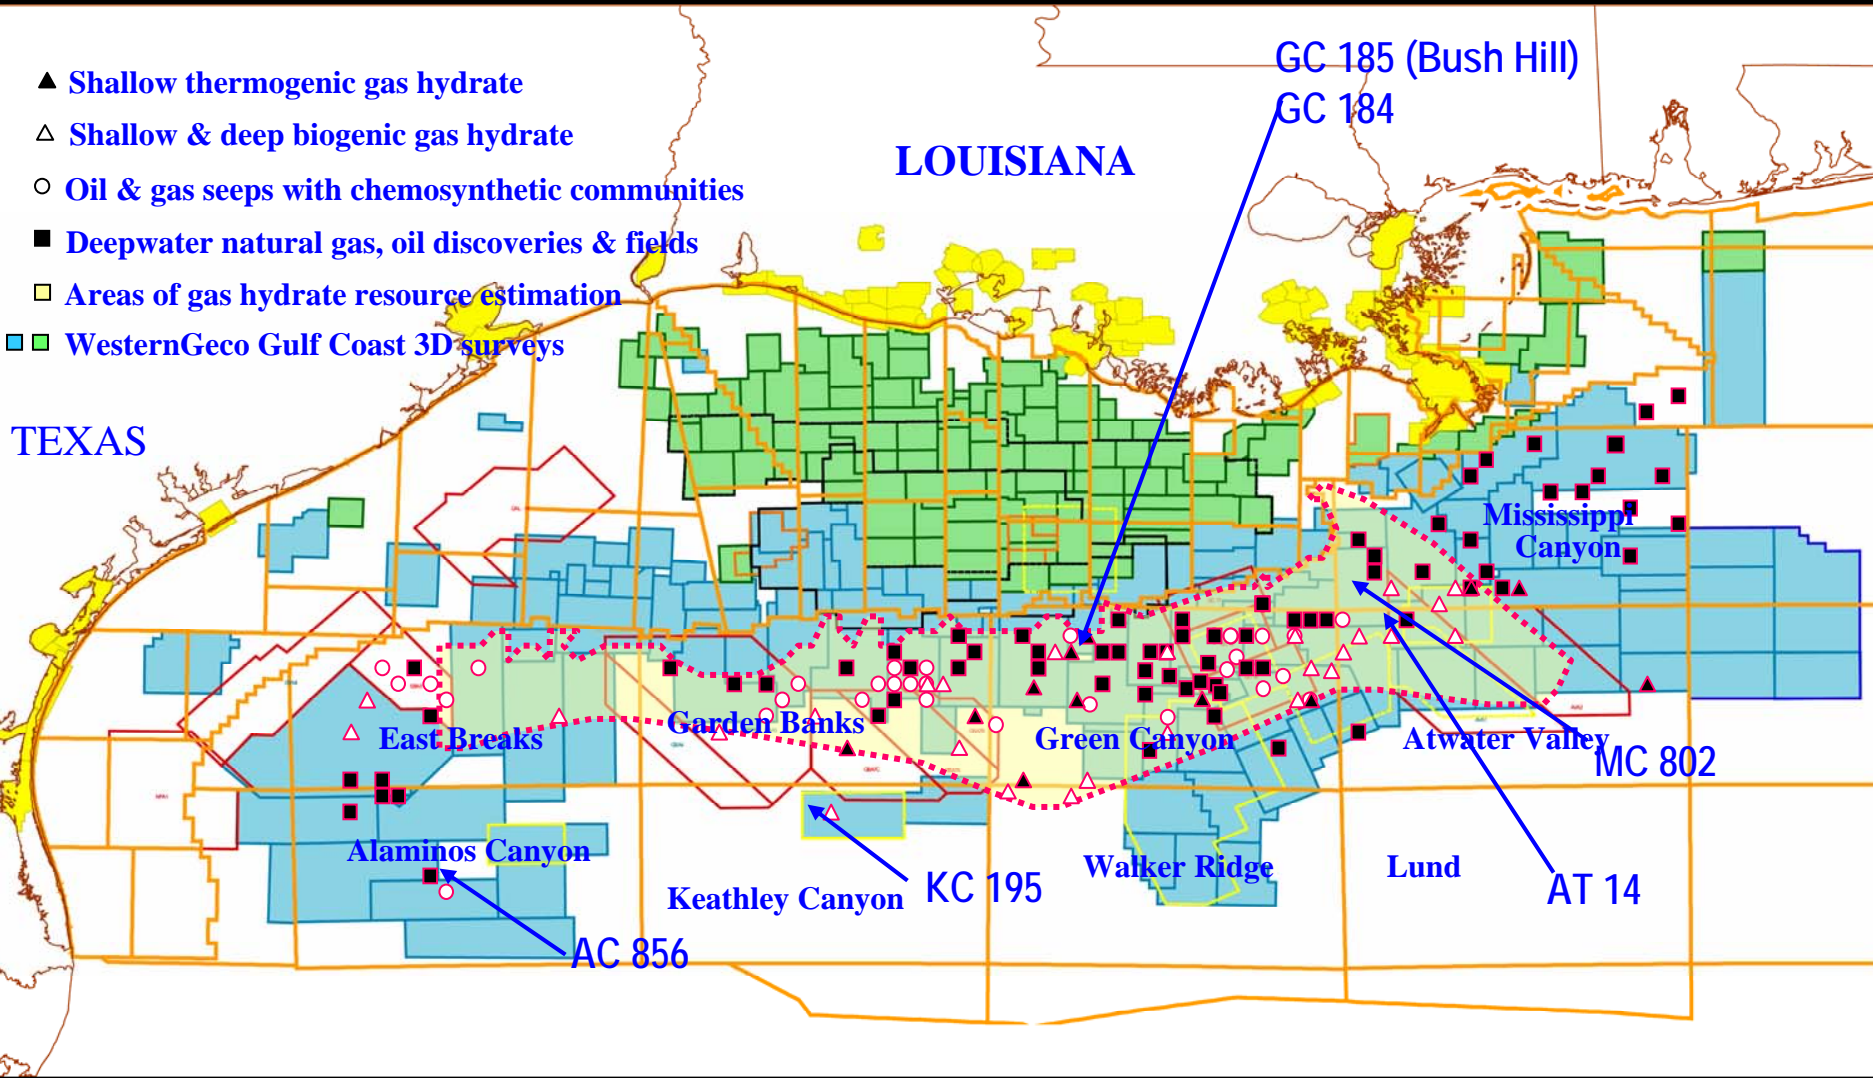 GC 185 (Bush Hill)
GC 184
Shallow thermogenic gas hydrate
Shallow & deep biogenic gas hydrate
LOUISIANA
Oil & gas seeps with chemosynthetic communities
Deepwater natural gas, oil discoveries & fields
Areas of gas hydrate resource estimation
WesternGeco Gulf Coast 3D surveys
TEXAS
Mississippi
Canyon
East Breaks
Garden Banks
Green Canyon
Atwater Valley
MC 802
Alaminos Canyon
Keathley Canyon
KC 195
Walker Ridge
Lund
AT 14
AC 856